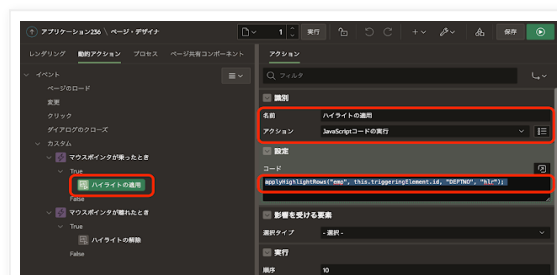 アプリケーション236 \ ページ・デザイナ
1
実行
保存
レンダリング 動的アクション プロセス ページ共有コンポーネント
イベント
ページのロード
変更
クリック
ダイアログのクローズ
カスタム
マウスポインタが乗ったとき
True
ハイライトの適用
False
マウスポインタが離れたとき
True
ハイライトの解除
False
アクション
フィルタ
識別
名前 ハイライトの適用
アクション JavaScriptコードの実行
設定
コード
applyHighlightRows("emp", this.triggeringElement.id, "DEPTNO", "hlr");
影響を受ける要素
選択タイプ - 選択 -
実行
順序 10